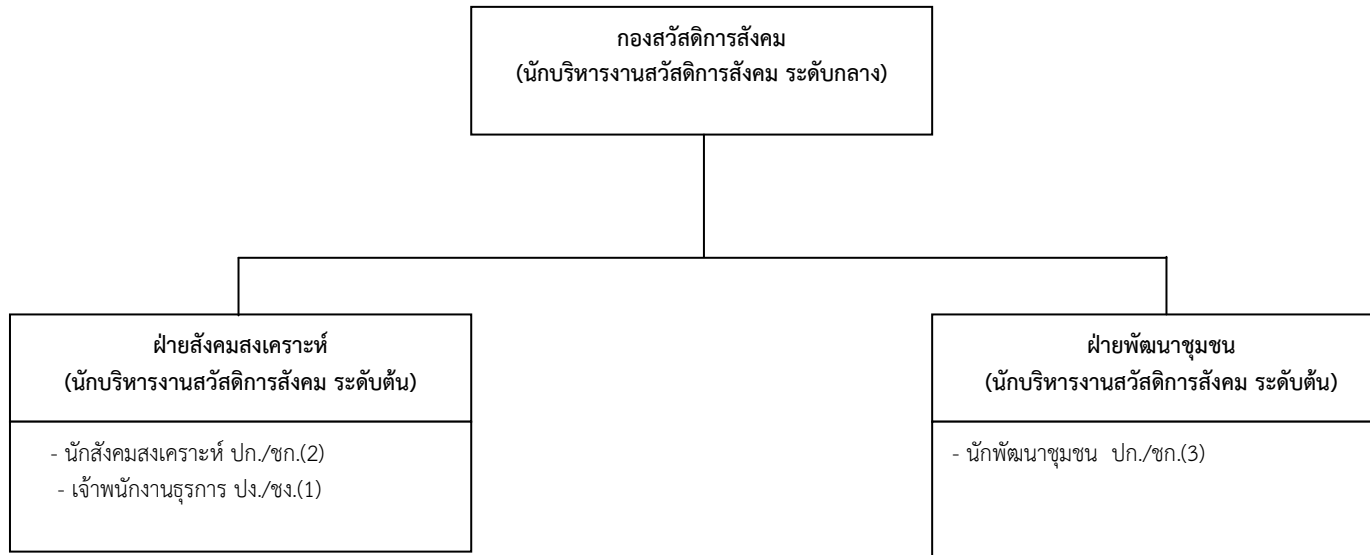 กองสวัสดิการสังคม
(นักบริหารงานสวัสดิการสังคม ระดับกลาง)
ฝ่ายสังคมสงเคราะห์
(นักบริหารงานสวัสดิการสังคม ระดับต้น)
- นักสังคมสงเคราะห์ ปก./ชก.(2)
- เจ้าพนักงานธุรการ ปง./ชง.(1)
ฝ่ายพัฒนาชุมชน
(นักบริหารงานสวัสดิการสังคม ระดับต้น)
- นักพัฒนาชุมชน ปก./ชก.(3)